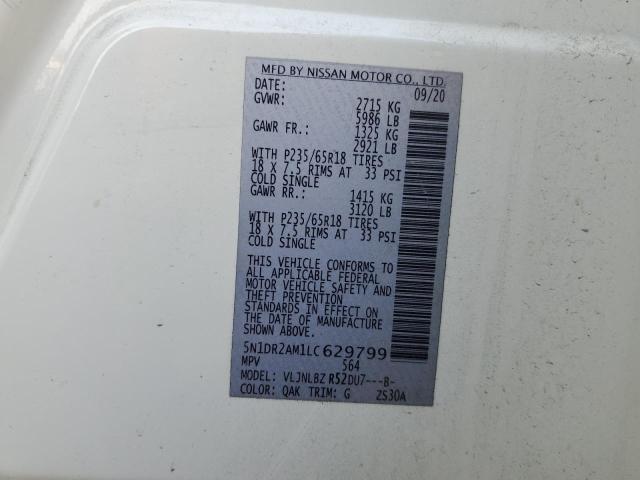 MFD BY NISSAN MOTOR CO., LTD.
DATE: 09/20
GVWR: 2715 KG
5986 LB
GAWR FR.: 1325 KG
2921 LB
WITH P235/65R18 TIRES
18 X 7.5 RIMS AT 33 PSI
COLD SINGLE
GAWR RR.: 1415 KG
3120 LB
WITH P235/65R18 TIRES
18 X 7.5 RIMS AT 33 PSI
COLD SINGLE
THIS VEHICLE CONFORMS TO
ALL APPLICABLE FEDERAL
MOTOR VEHICLE SAFETY AND
THEFT PREVENTION
STANDARDS IN EFFECT ON
THE DATE OF MANUFACTURE
SHOWN ABOVE.
5N1DR2AM1LC629799
MPV 564
MODEL: VLJNLBZ R52DU7---B-
COLOR: QAK TRIM: G ZS30A